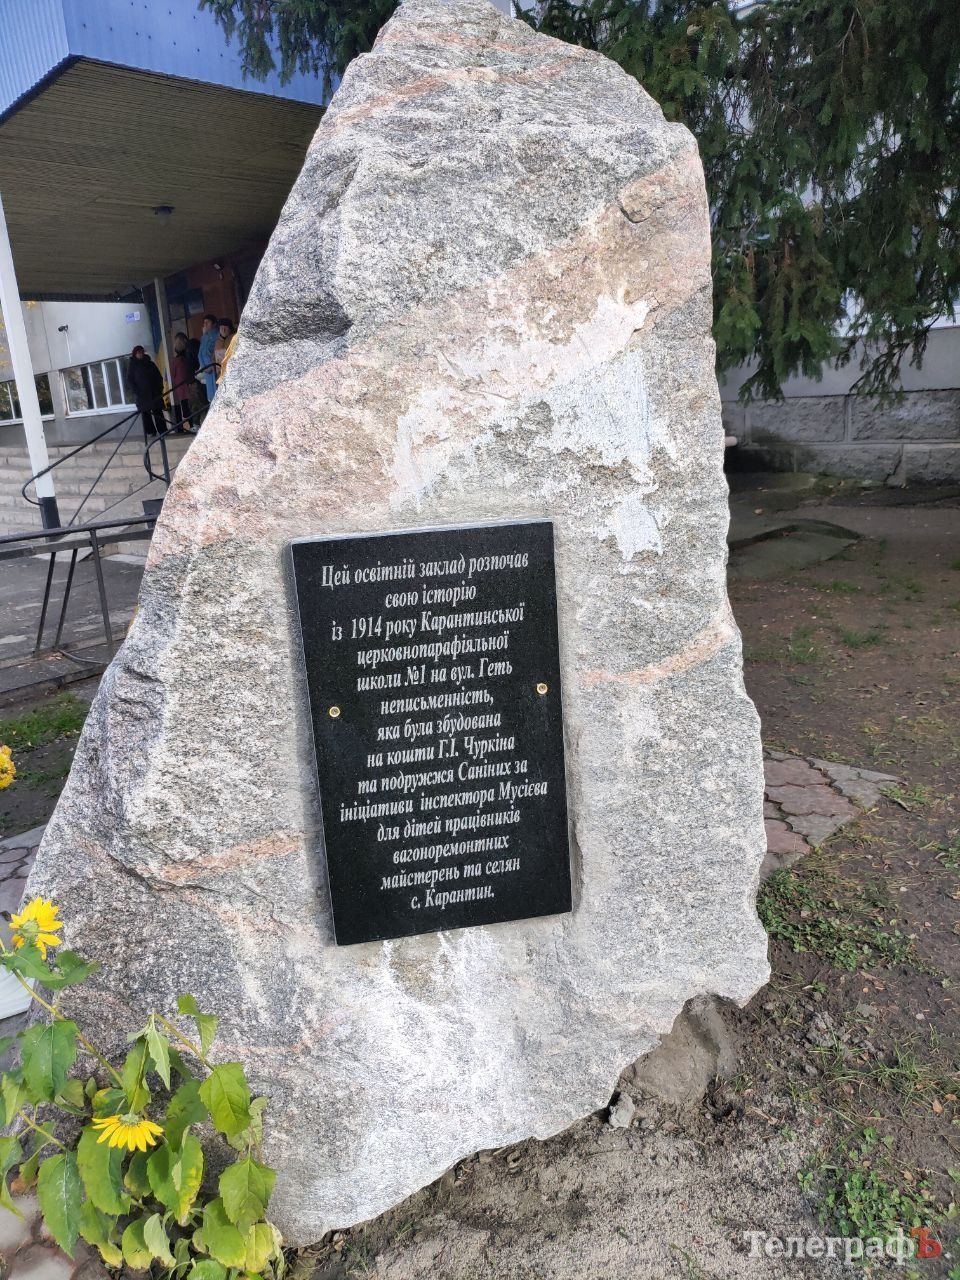 Цей освітній заклад розпочав
свою історію
із 1914 року Карантинської
церковнопарафіяльної
школи №1 на вул. Геть
неписьменність,
яка була збудована
на кошти Г.І. Чуркіна
та подружжя Саніних за
ініціативи інспектора Мусієва
для дітей працівників
вагоноремонтних
майстерень та селян
с. Карантин.
ТелеграфЪ.